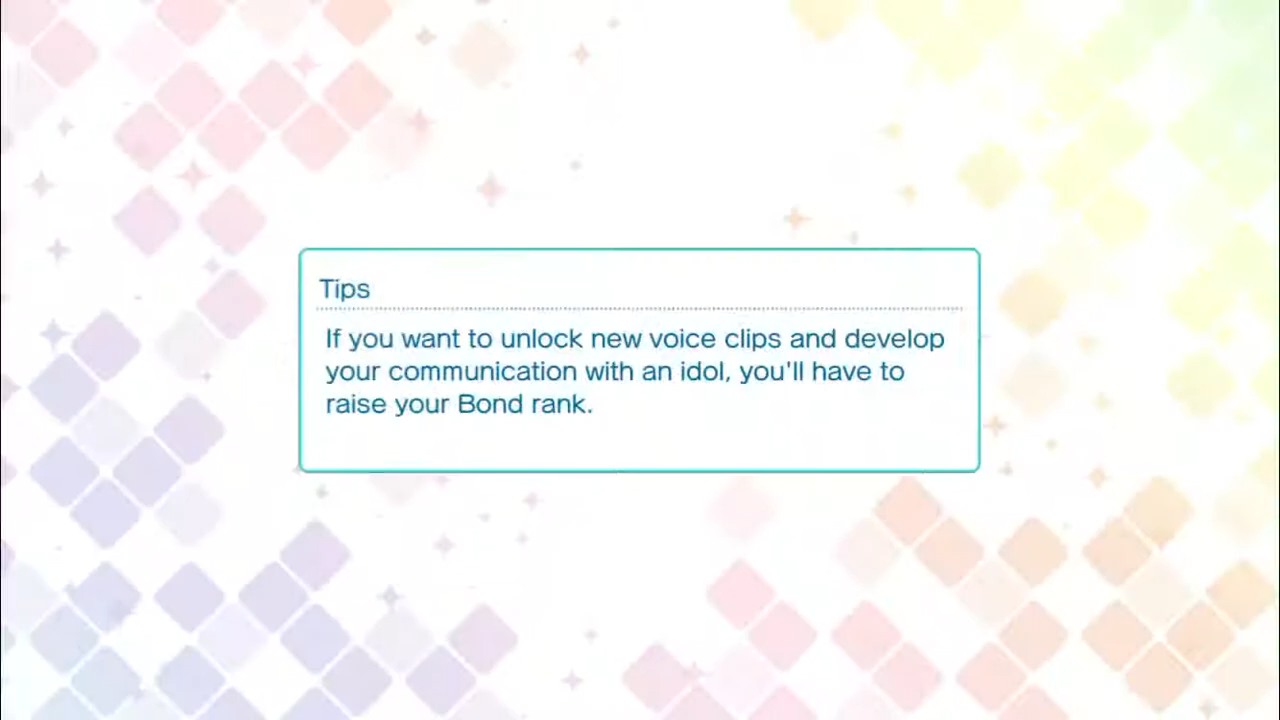 Tips
If you want to unlock new voice clips and develop
your communication with an idol, you'll have to
raise your Bond rank.